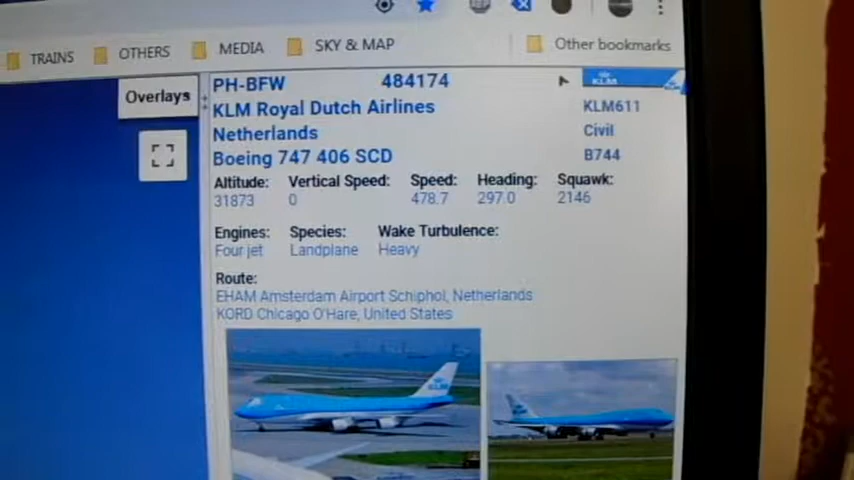 TRAINS OTHERS MEDIA SKY & MAP Other bookmarks
Overlays
PH-BFW 484174 KLM
KLM Royal Dutch Airlines KLM611
Netherlands Civil
Boeing 747 406 SCD B744
Altitude: Vertical Speed: Speed: Heading: Squawk:
31873 0 478.7 297.0 2146
Engines: Species: Wake Turbulence:
Four jet Landplane Heavy
Route:
EHAM Amsterdam Airport Schiphol, Netherlands
KORD Chicago O'Hare, United States
KLM